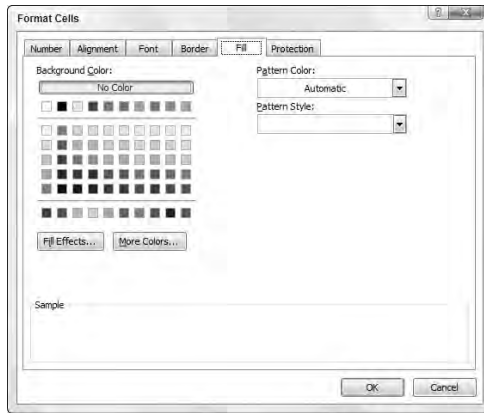 Format Cells
Number Alignment Font Border Fill Protection
Background Color:
No Color
Fill Effects... More Colors...
Pattern Color:
Automatic
Pattern Style:
Sample
OK Cancel